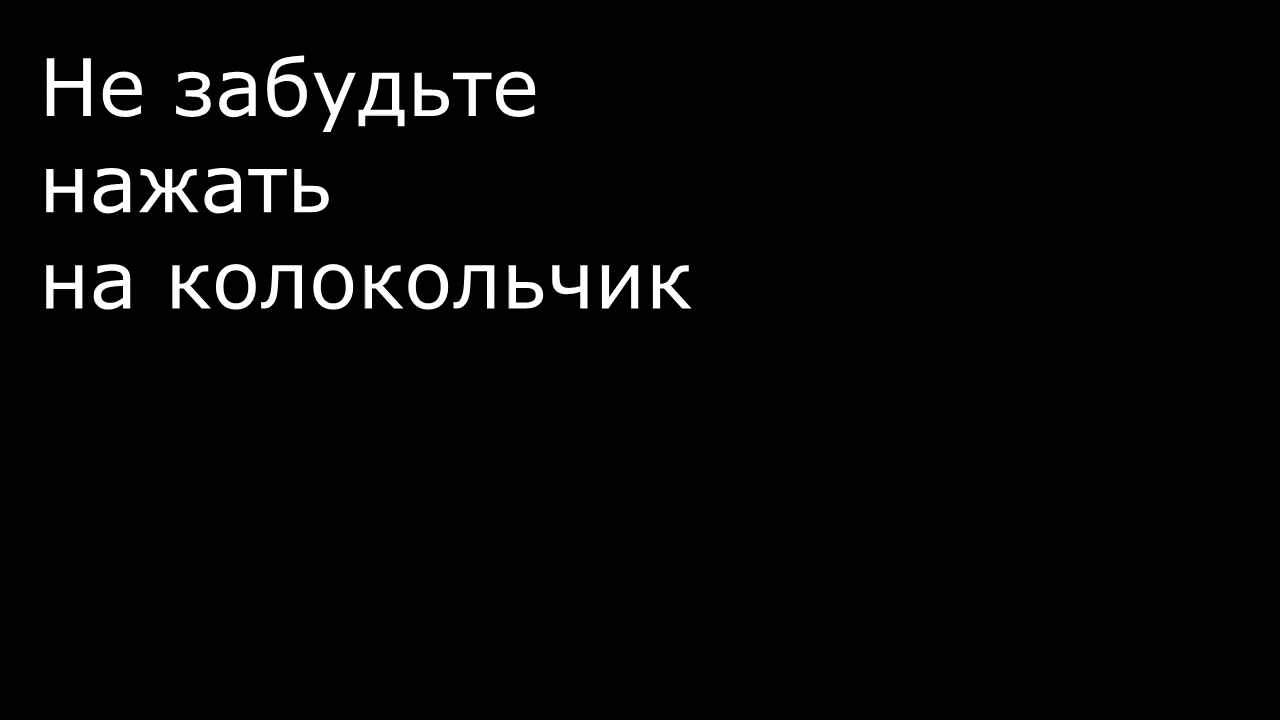 Не забудьте
нажать
на колокольчик